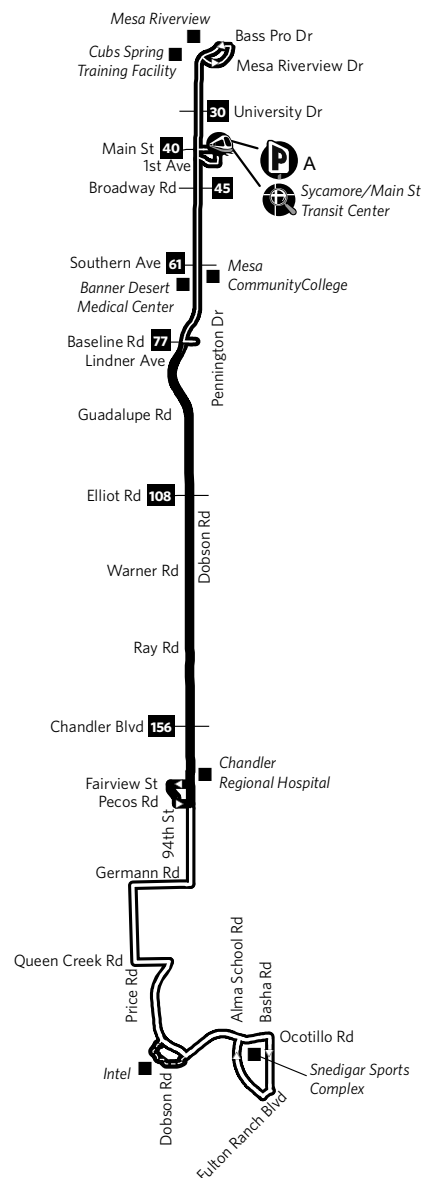 Mesa Riverview
Bass Pro Dr
Cubs Spring
Training Facility
Mesa Riverview Dr
30 University Dr
Main St 40
1st Ave
P A
Broadway Rd 45
Sycamore/Main St
Transit Center
Southern Ave 61
Mesa
CommunityCollege
Banner Desert
Medical Center
Pennington Dr
Baseline Rd 77
Lindner Ave
Guadalupe Rd
Elliot Rd 108
Dobson Rd
Warner Rd
Ray Rd
Chandler Blvd 156
Chandler
Regional Hospital
Fairview St
Pecos Rd
94th St
Germann Rd
Queen Creek Rd
Price Rd
Alma School Rd
Basha Rd
Ocotillo Rd
Intel
Dobson Rd
Snedigar Sports
Complex
Fulton Ranch Blvd